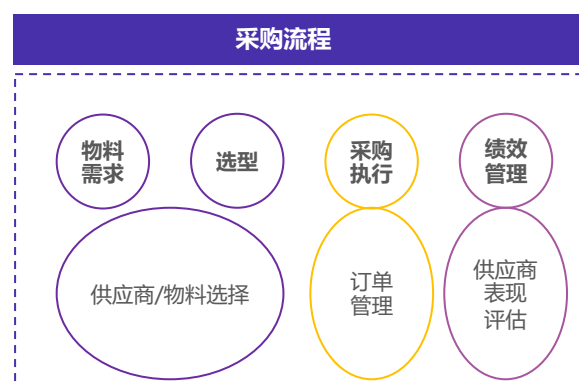 采购流程
物料
需求
选型
采购
执行
绩效
管理
供应商/物料选择
订单
管理
供应商
表现
评估